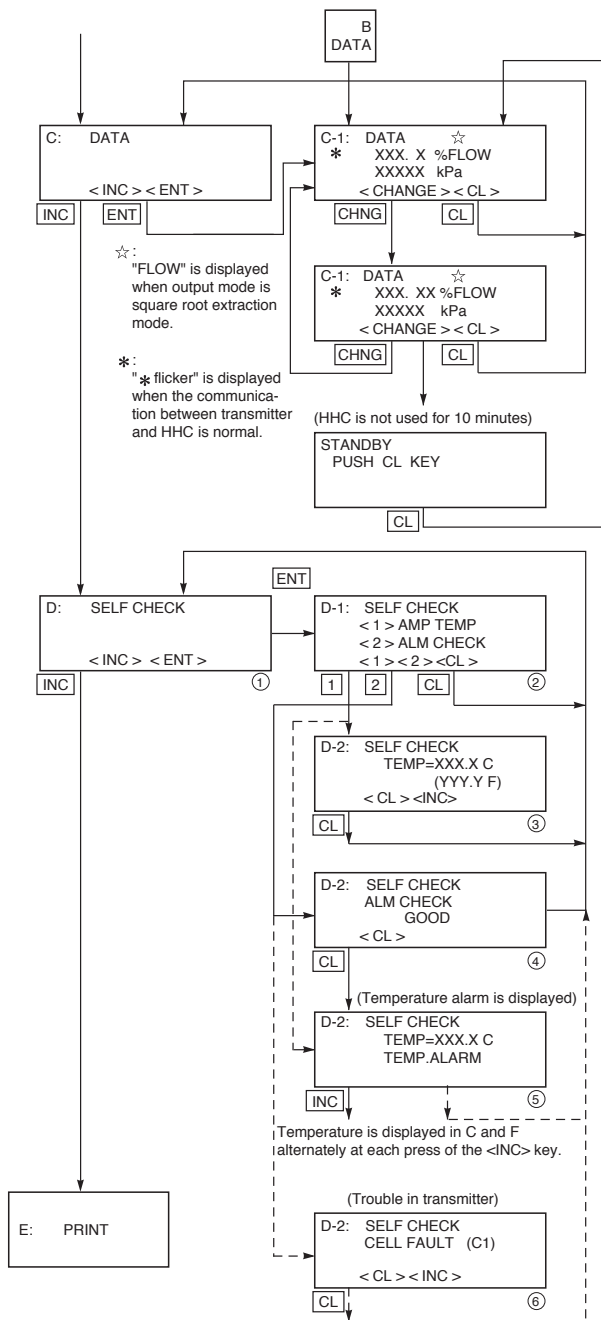 B
DATA
C: DATA
< INC > < ENT >
INC
ENT
☆ :
"FLOW" is displayed
when output mode is
square root extraction
mode.
* :
"* flicker" is displayed
when the communica-
tion between transmitter
and HHC is normal.
C-1: DATA ☆
* XXX. X %FLOW
XXXXX kPa
< CHANGE > < CL >
CHNG
CL
C-1: DATA ☆
* XXX. XX %FLOW
XXXXX kPa
< CHANGE > < CL >
CHNG
CL
(HHC is not used for 10 minutes)
STANDBY
PUSH CL KEY
CL
D: SELF CHECK
< INC > < ENT >
①
INC
ENT
D-1: SELF CHECK
< 1 > AMP TEMP
< 2 > ALM CHECK
< 1 > < 2 > <CL >
②
1
2
CL
D-2: SELF CHECK
TEMP=XXX.X C
(YYY.Y F)
< CL > <INC>
③
CL
D-2: SELF CHECK
ALM CHECK
GOOD
< CL >
④
CL
(Temperature alarm is displayed)
D-2: SELF CHECK
TEMP=XXX.X C
TEMP.ALARM
⑤
INC
Temperature is displayed in C and F
alternately at each press of the <INC> key.
E: PRINT
(Trouble in transmitter)
D-2: SELF CHECK
CELL FAULT (C1)
< CL > < INC >
⑥
CL